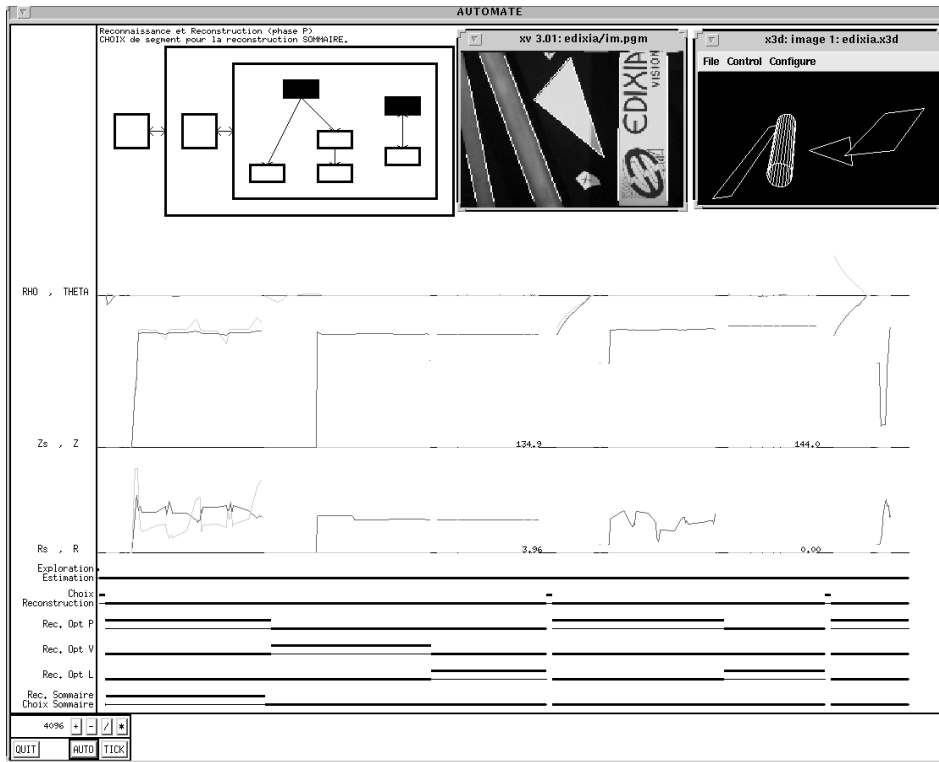 AUTOMATE
Reconnaissance et Reconstruction (phase P)
CHOIX de segment pour la reconstruction SOMMAIRE.
xv 3.01: edixia/im.pgm
EDIXIA
VISION
x3d: image 1: edixia.x3d
File Control Configure
RHO , THETA
Zs , Z
134.9
144.0
Rs , R
3.96
0.00
Exploration
Estimation
Choix
Reconstruction
Rec. Opt P
Rec. Opt V
Rec. Opt L
Rec. Sommaire
Choix Sommaire
4096 + - / *
QUIT AUTO TICK